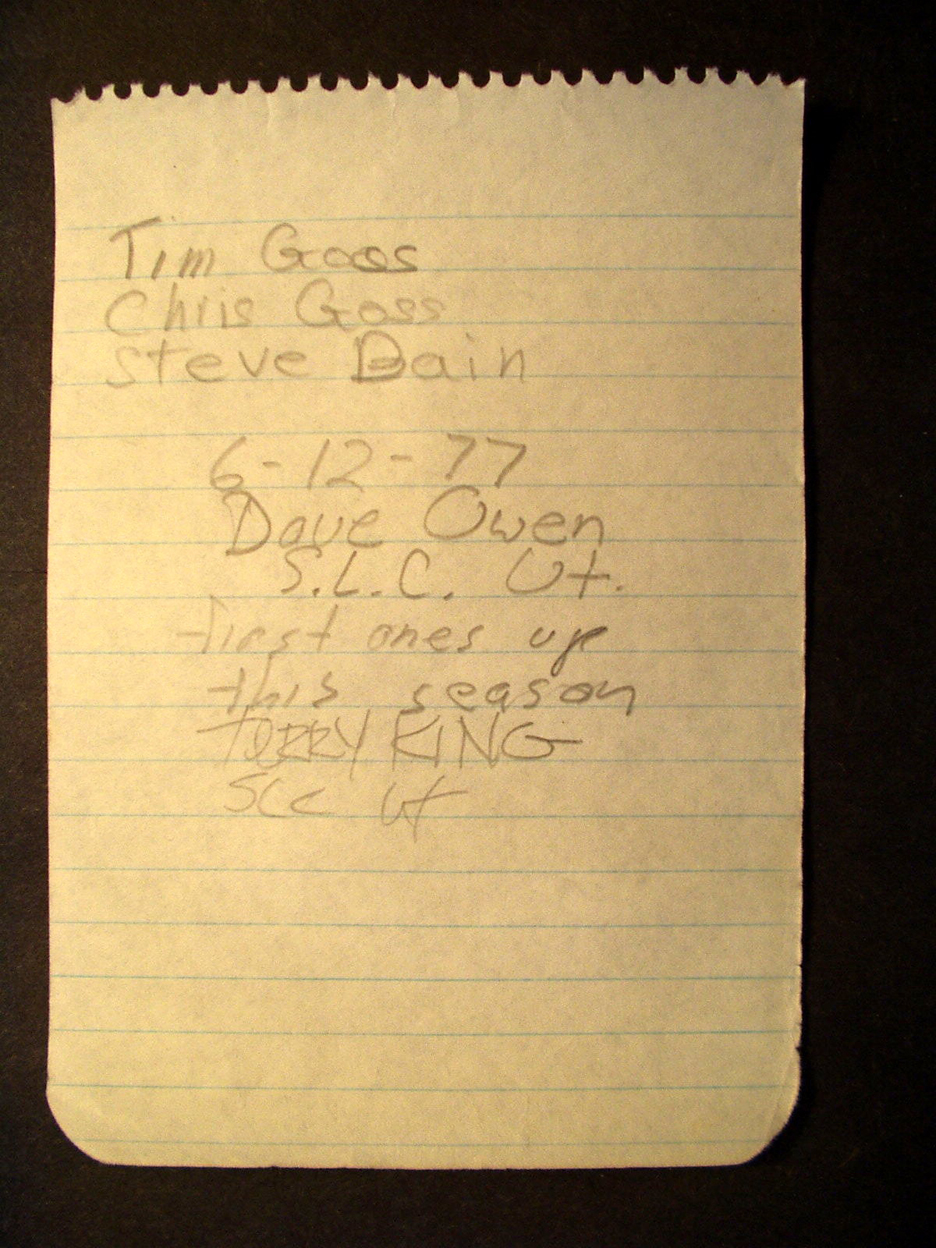 Tim Goss
Chris Goss
Steve Bain
6-12-77
Dave Owen
S.L.C. Ut.
first ones up
this season
TERRY KING
SLC Ut